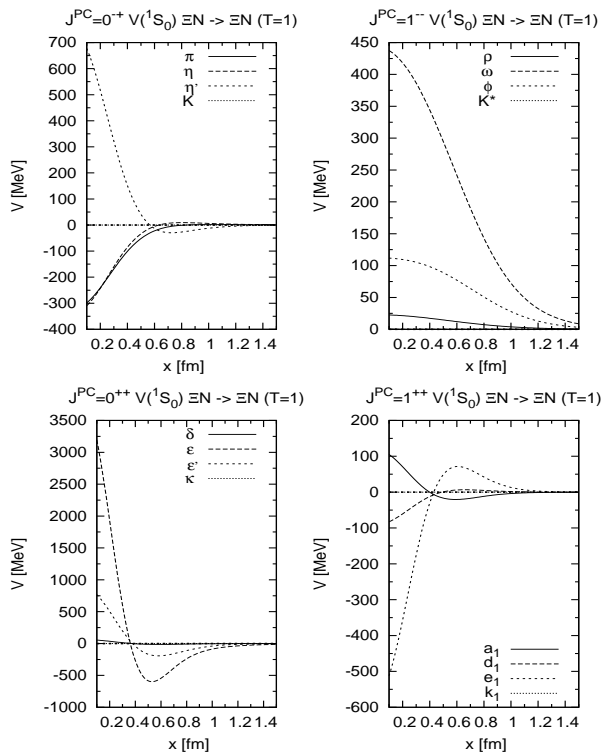 J^PC=0^-+ V(^1S_0) ΞN -> ΞN (T=1)
π
η
η'
K
700
600
500
400
300
200
100
0
-100
-200
-300
-400
V [MeV]
0.2 0.4 0.6 0.8 1 1.2 1.4
x [fm]
J^PC=1^-- V(^1S_0) ΞN -> ΞN (T=1)
ρ
ω
ϕ
K*
450
400
350
300
250
200
150
100
50
0
V [MeV]
0.2 0.4 0.6 0.8 1 1.2 1.4
x [fm]
J^PC=0^++ V(^1S_0) ΞN -> ΞN (T=1)
δ
ε
ε'
κ
3500
3000
2500
2000
1500
1000
500
0
-500
-1000
V [MeV]
0.2 0.4 0.6 0.8 1 1.2 1.4
x [fm]
J^PC=1^++ V(^1S_0) ΞN -> ΞN (T=1)
200
100
0
-100
-200
-300
-400
-500
-600
V [MeV]
a_1
d_1
e_1
k_1
0.2 0.4 0.6 0.8 1 1.2 1.4
x [fm]